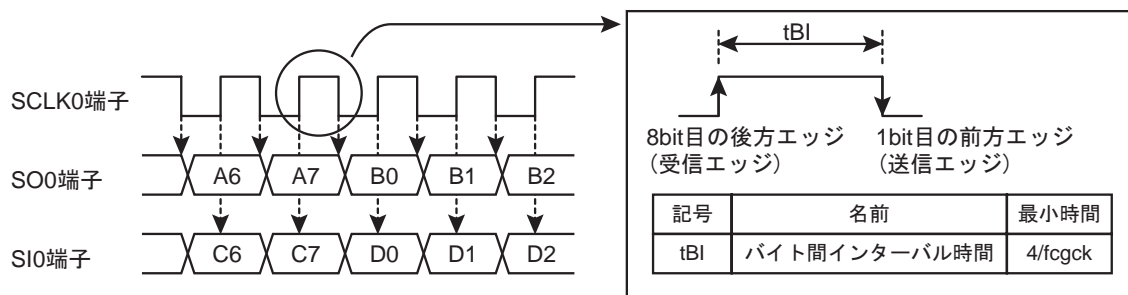 SCLK0端子
SO0端子
A6 A7 B0 B1 B2
SI0端子
C6 C7 D0 D1 D2
tBI
8bit目の後方エッジ
（受信エッジ）
1bit目の前方エッジ
（送信エッジ）
記号 名前 最小時間
tBI バイト間インターバル時間 4/fcgck